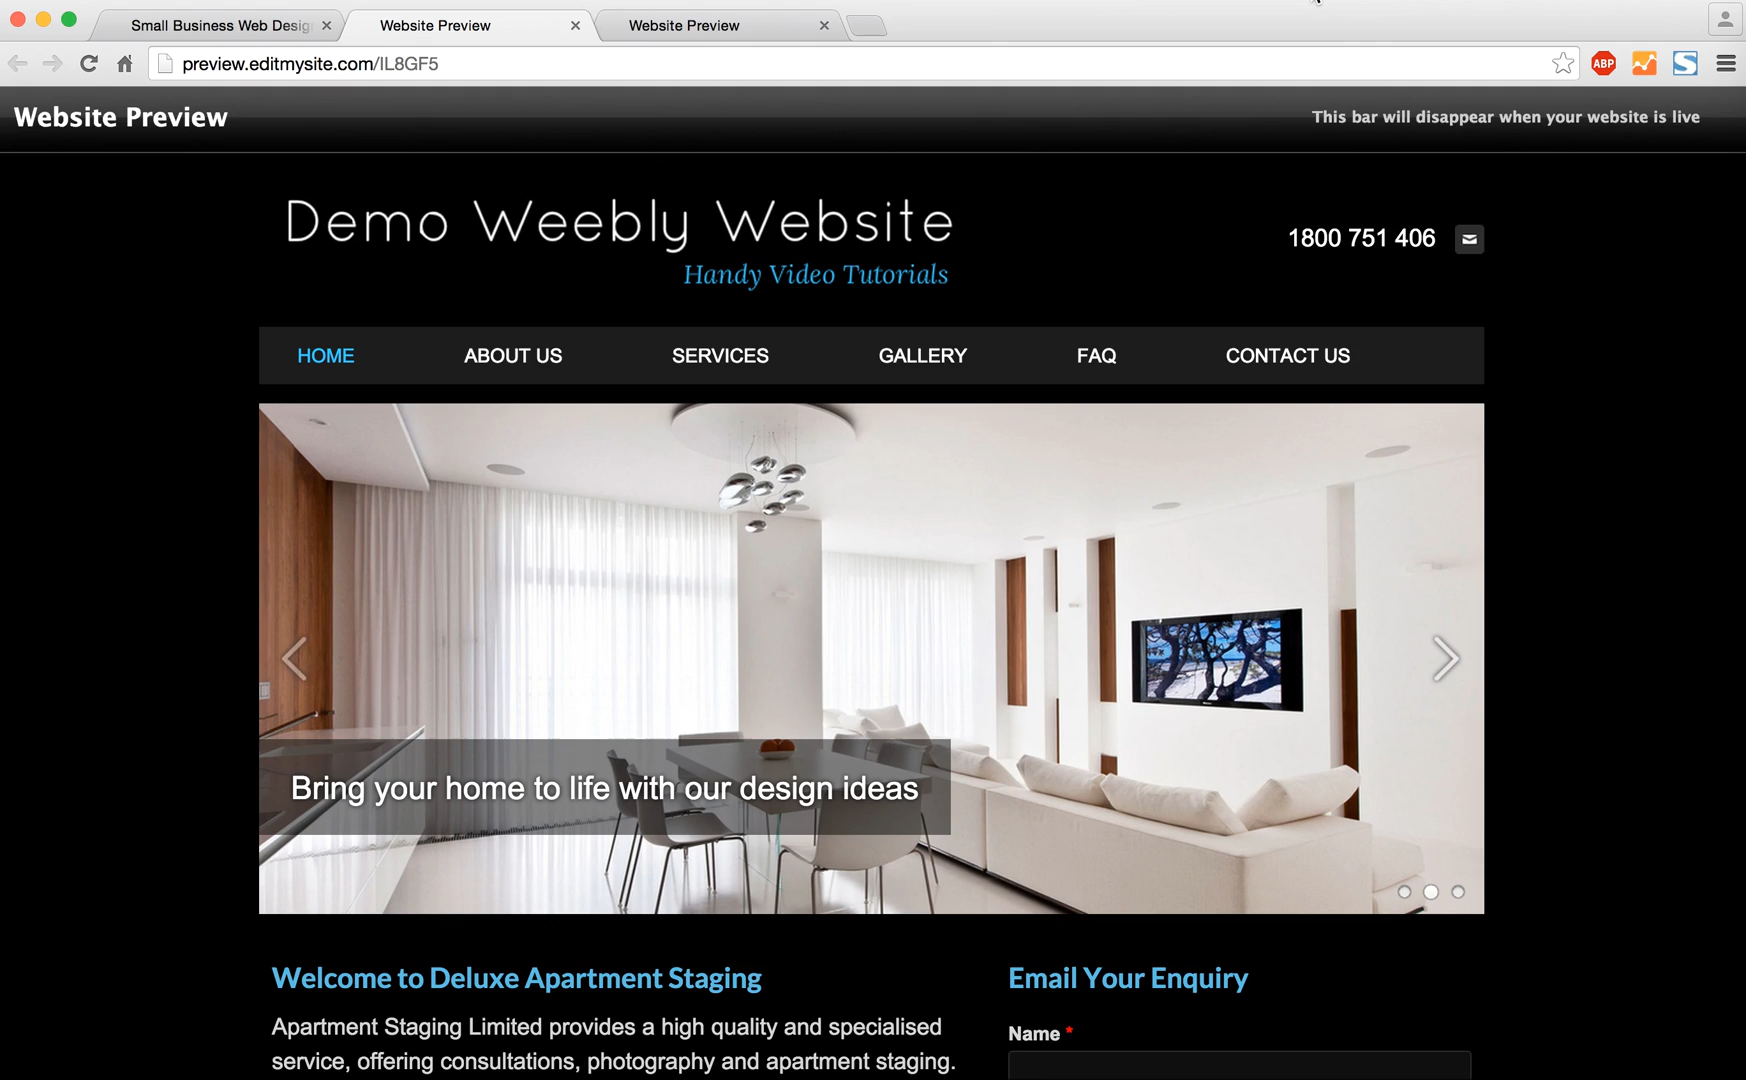 Small Business Web Desig
Website Preview
Website Preview
preview.editmysite.com/IL8GF5
ABP
Website Preview
This bar will disappear when your website is live
Demo Weebly Website
Handy Video Tutorials
1800 751 406
HOME
ABOUT US
SERVICES
GALLERY
FAQ
CONTACT US
Bring your home to life with our design ideas
Welcome to Deluxe Apartment Staging
Apartment Staging Limited provides a high quality and specialised
service, offering consultations, photography and apartment staging.
Email Your Enquiry
Name *